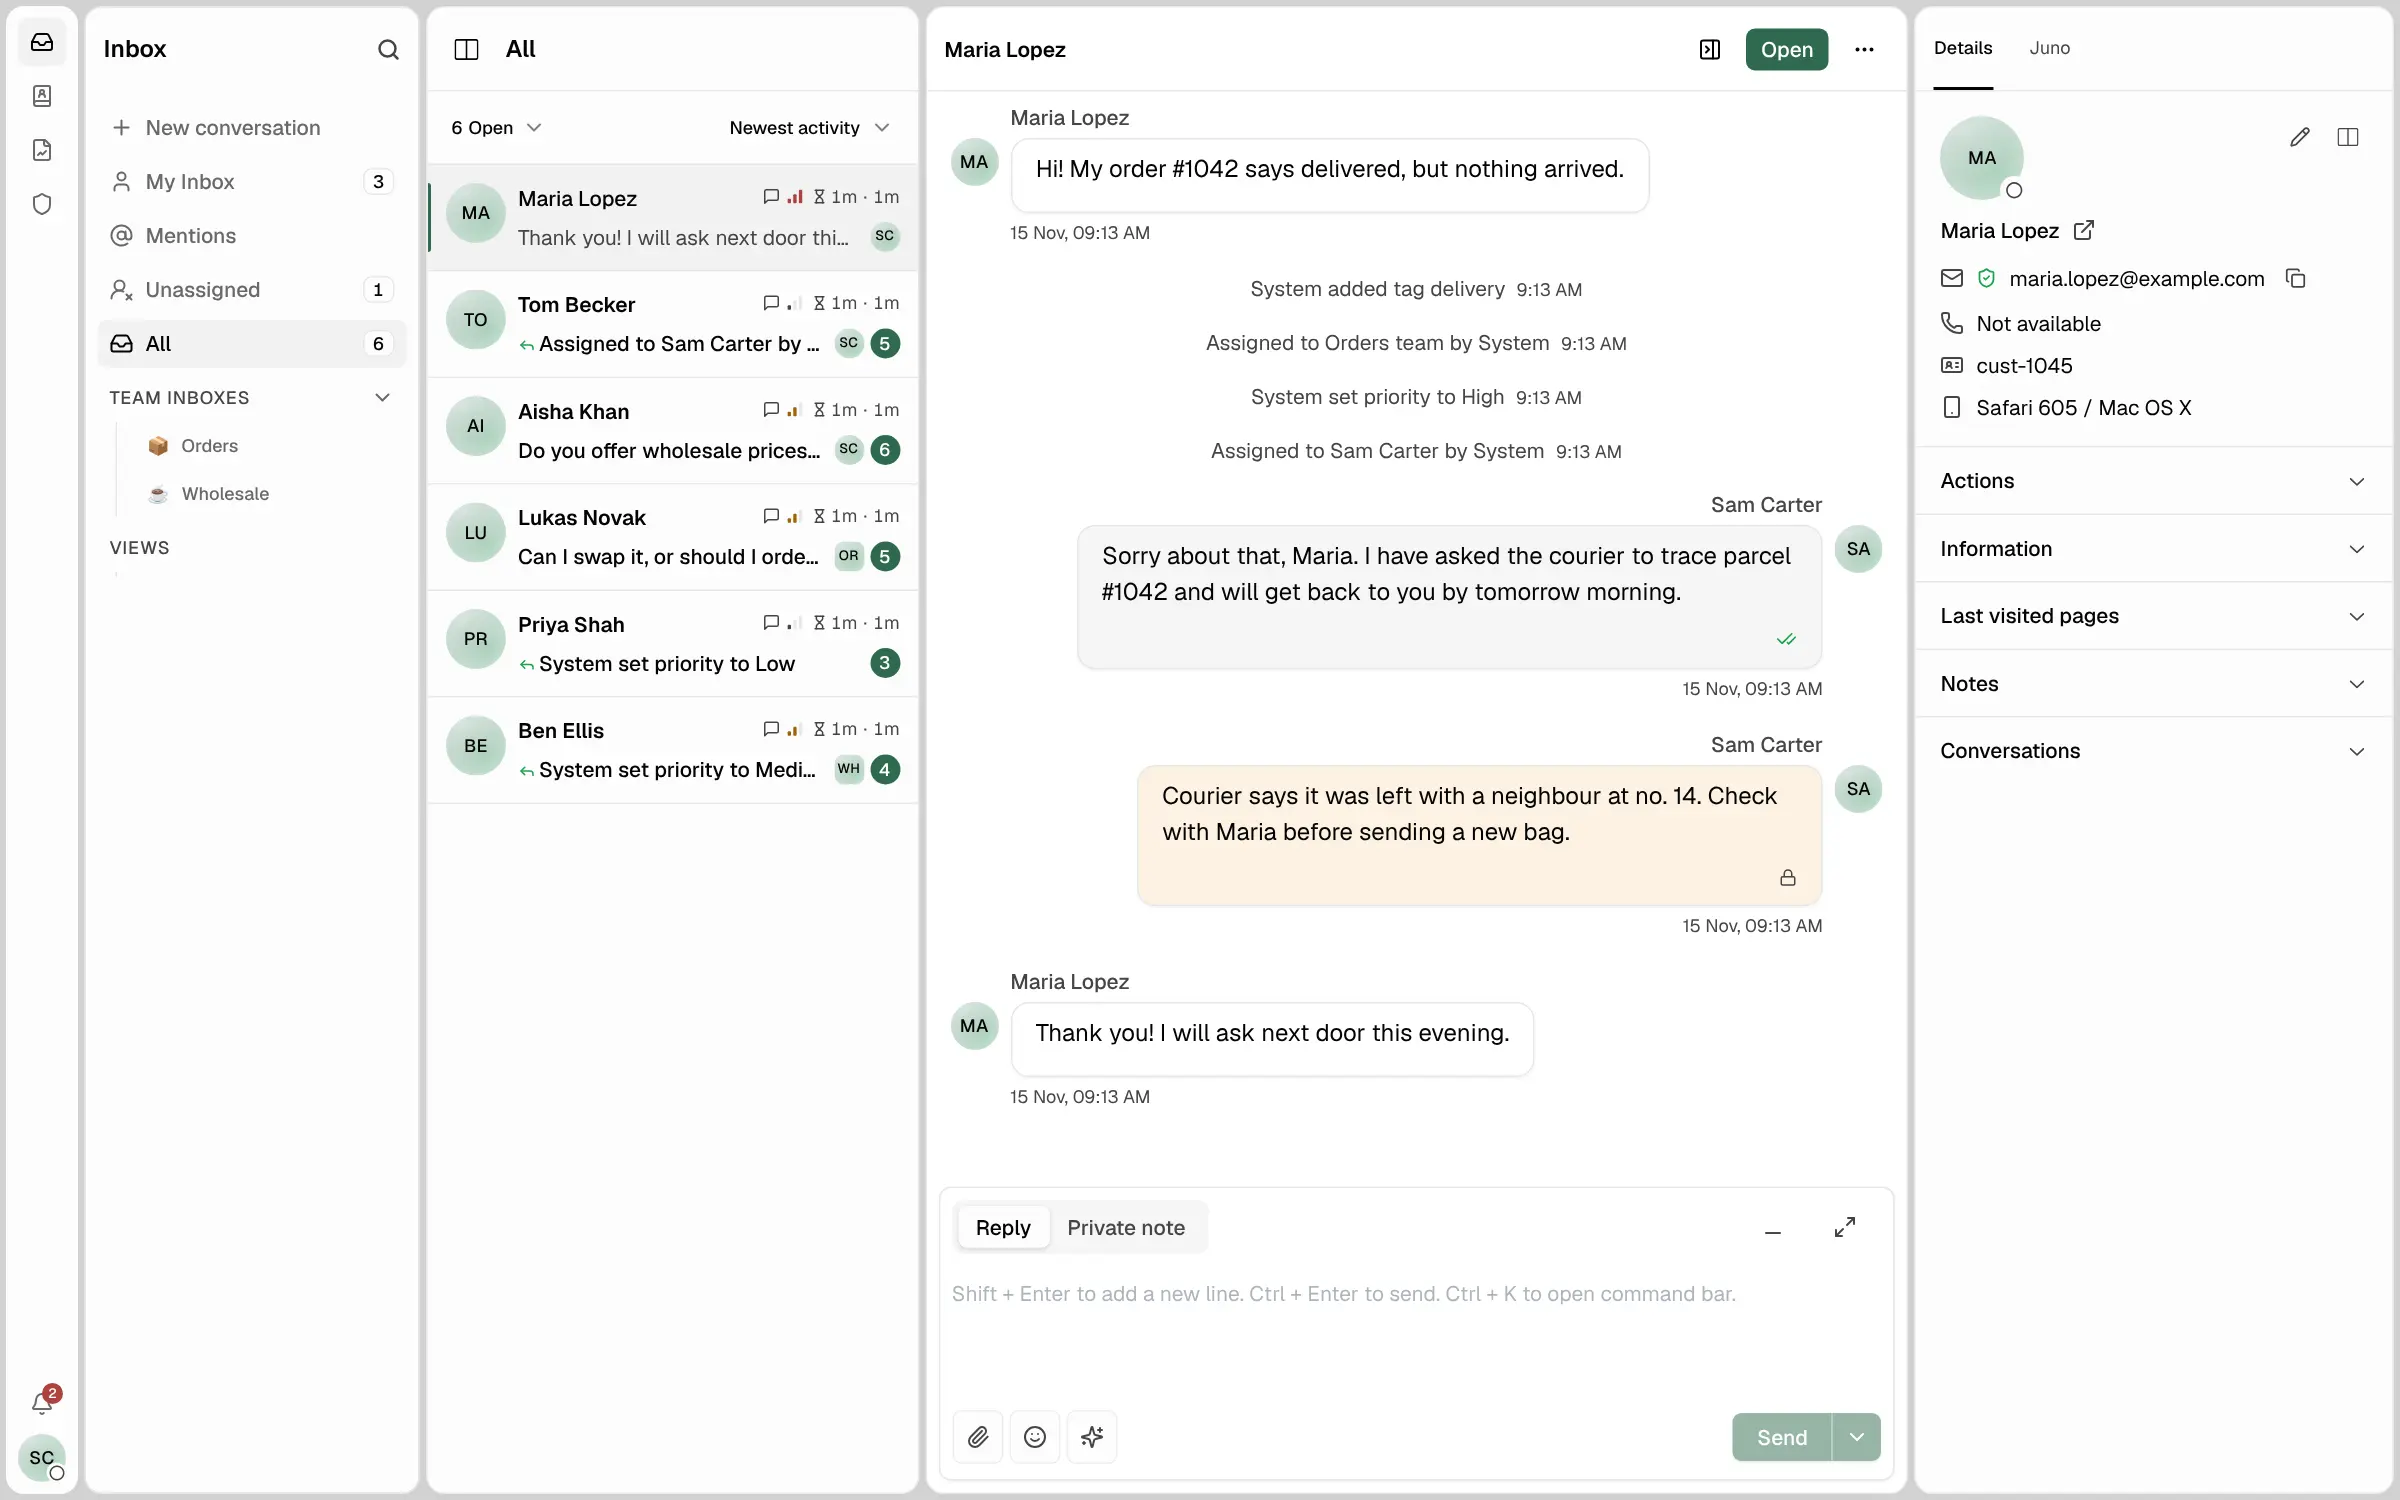 Inbox
New conversation
My Inbox 3
Mentions
Unassigned 1
All 6
TEAM INBOXES
Orders
Wholesale
VIEWS
2
SC
All
6 Open Newest activity
MA Maria Lopez 1m · 1m
Thank you! I will ask next door thi... SC
TO Tom Becker 1m · 1m
Assigned to Sam Carter by ... SC 5
AI Aisha Khan 1m · 1m
Do you offer wholesale prices... SC 6
LU Lukas Novak 1m · 1m
Can I swap it, or should I orde... OR 5
PR Priya Shah 1m · 1m
System set priority to Low 3
BE Ben Ellis 1m · 1m
System set priority to Medi... WH 4
Maria Lopez Open
Maria Lopez
MA Hi! My order #1042 says delivered, but nothing arrived.
15 Nov, 09:13 AM
System added tag delivery 9:13 AM
Assigned to Orders team by System 9:13 AM
System set priority to High 9:13 AM
Assigned to Sam Carter by System 9:13 AM
Sam Carter
SA
Sorry about that, Maria. I have asked the courier to trace parcel
#1042 and will get back to you by tomorrow morning.
15 Nov, 09:13 AM
Sam Carter
SA
Courier says it was left with a neighbour at no. 14. Check
with Maria before sending a new bag.
15 Nov, 09:13 AM
Maria Lopez
MA Thank you! I will ask next door this evening.
15 Nov, 09:13 AM
Reply Private note
Shift + Enter to add a new line. Ctrl + Enter to send. Ctrl + K to open command bar.
Send
Details Juno
MA
Maria Lopez
maria.lopez@example.com
Not available
cust-1045
Safari 605 / Mac OS X
Actions
Information
Last visited pages
Notes
Conversations